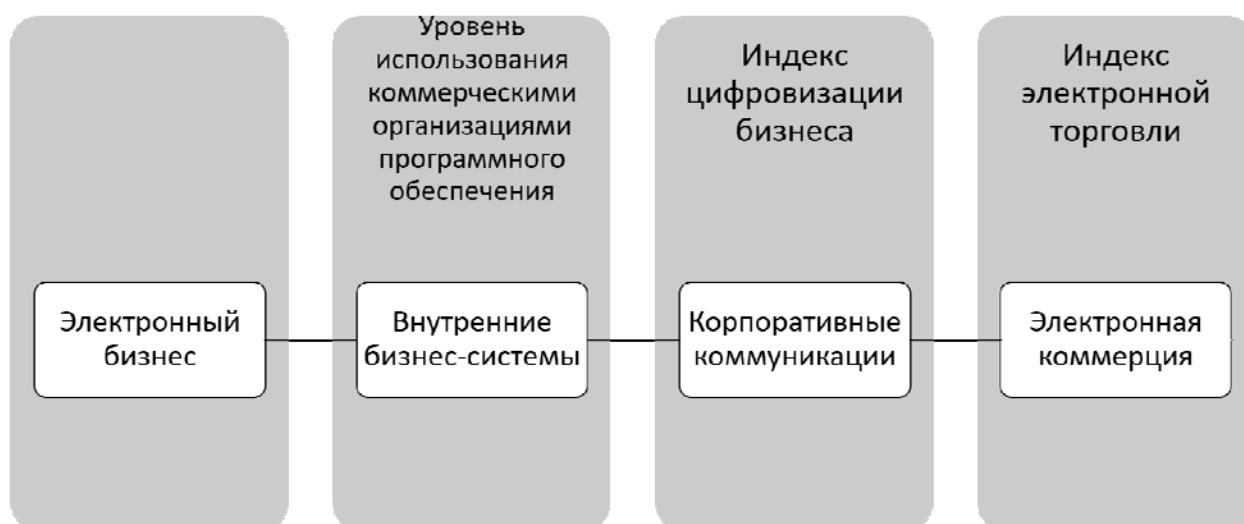 Уровень
использования
коммерческими
организациями
программного
обеспечения
Индекс
цифровизации
бизнеса
Индекс
электронной
торговли
Электронный
бизнес
Внутренние
бизнес-системы
Корпоративные
коммуникации
Электронная
коммерция